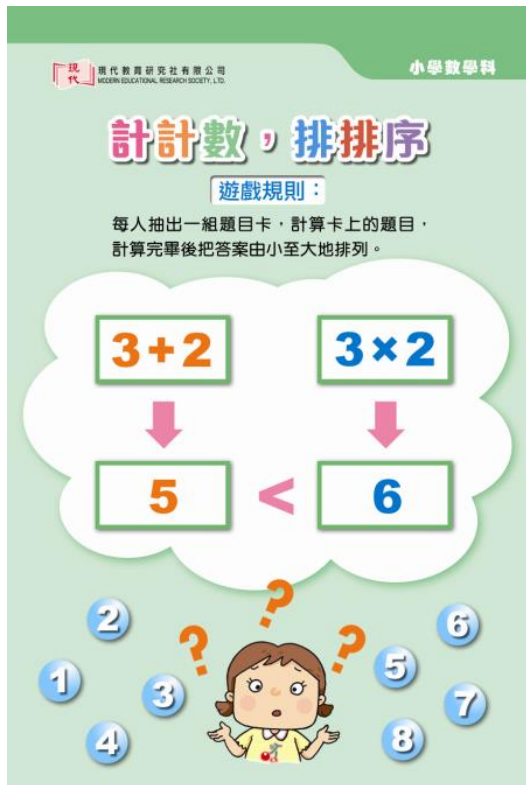 現代
現代教育研究社有限公司
MODERN EDUCATIONAL RESEARCH SOCIETY, LTD.
小學數學科
計計數，排排序
遊戲規則：
每人抽出一組題目卡，計算卡上的題目，
計算完畢後把答案由小至大地排列。
3+2
3×2
5 < 6
?
? ?
2
6
1
3
5
7
4
8